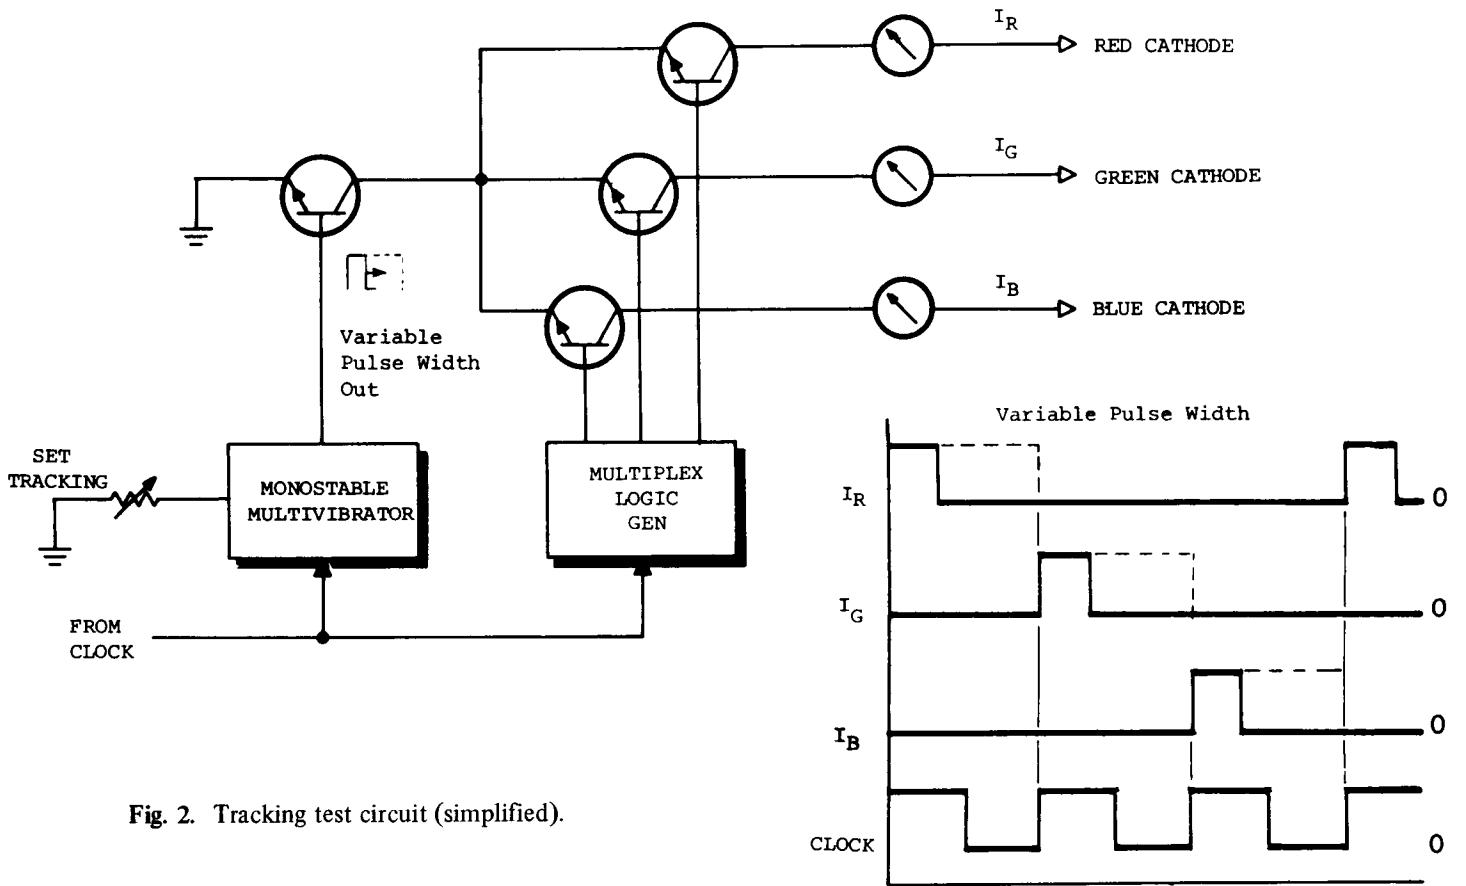 I_R
RED CATHODE
I_G
GREEN CATHODE
I_B
BLUE CATHODE
Variable
Pulse Width
Out
SET
TRACKING
MONOSTABLE
MULTIVIBRATOR
MULTIPLEX
LOGIC
GEN
FROM
CLOCK
Variable Pulse Width
I_R
0
I_G
0
I_B
0
CLOCK
0
Fig. 2. Tracking test circuit (simplified).